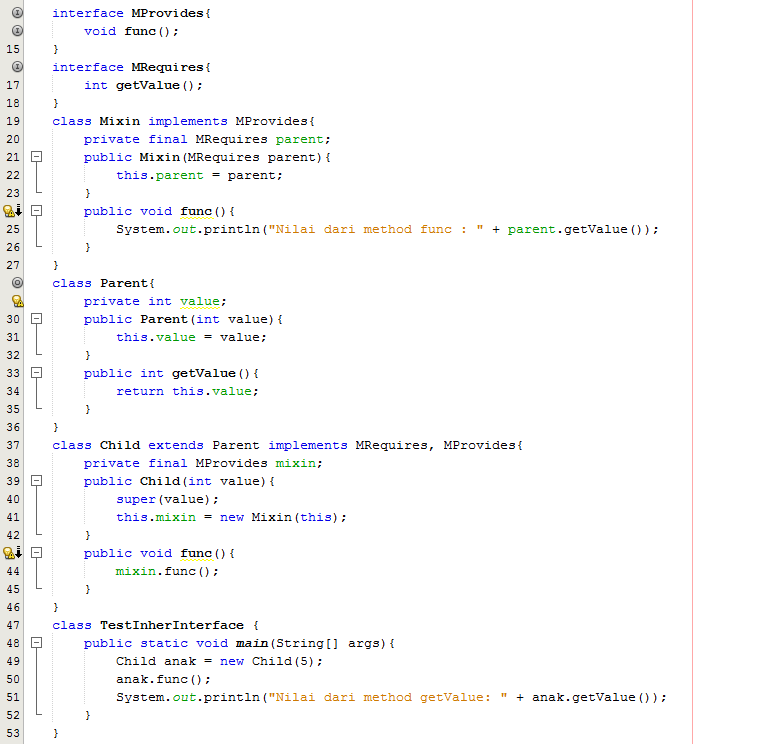 interface MProvides{
void func();
15 }
interface MRequires{
17 int getValue();
18 }
19 class Mixin implements MProvides{
20 private final MRequires parent;
21 public Mixin(MRequires parent){
22 this.parent = parent;
23 }
public void func(){
25 System.out.println("Nilai dari method func : " + parent.getValue());
26 }
27 }
class Parent{
private int value;
30 public Parent(int value){
31 this.value = value;
32 }
33 public int getValue(){
34 return this.value;
35 }
36 }
37 class Child extends Parent implements MRequires, MProvides{
38 private final MProvides mixin;
39 public Child(int value){
40 super(value);
41 this.mixin = new Mixin(this);
42 }
public void func(){
44 mixin.func();
45 }
46 }
47 class TestInherInterface {
48 public static void main(String[] args){
49 Child anak = new Child(5);
50 anak.func();
51 System.out.println("Nilai dari method getValue: " + anak.getValue());
52 }
53 }